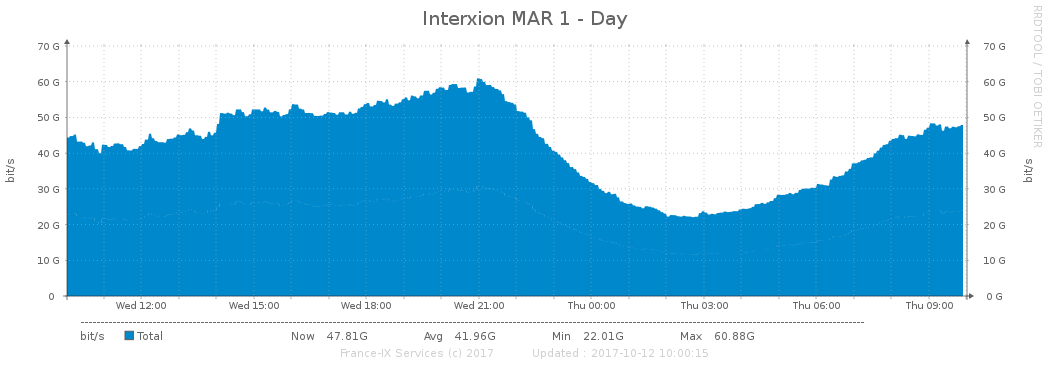 Interxion MAR 1 - Day
RRDTOOL / TOBI OETIKER
70 G 70 G
60 G 60 G
50 G 50 G
40 G 40 G
30 G 30 G
20 G 20 G
10 G 10 G
0 0 G
bit/s bit/s
Wed 12:00 Wed 15:00 Wed 18:00 Wed 21:00 Thu 00:00 Thu 03:00 Thu 06:00 Thu 09:00
bit/s Total Now 47.81G Avg 41.96G Min 22.01G Max 60.88G
France-IX Services (c) 2017 Updated : 2017-10-12 10:00:15